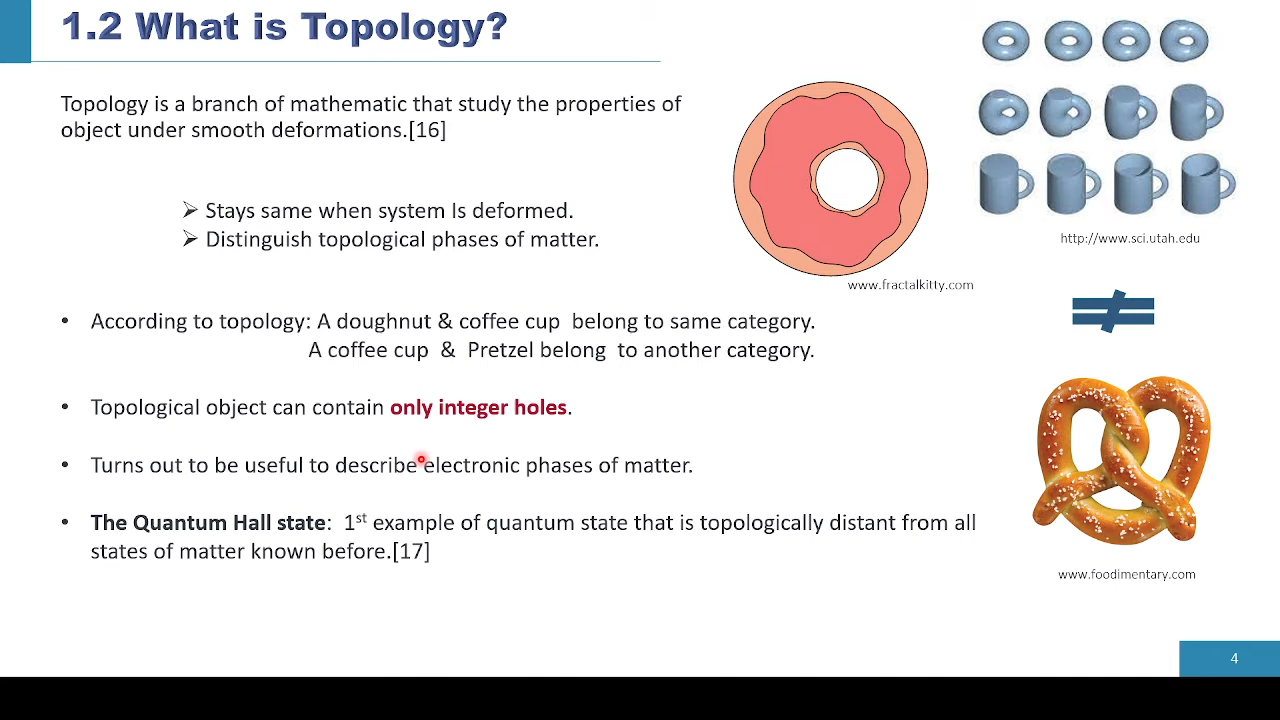 1.2 What is Topology?
Topology is a branch of mathematic that study the properties of
object under smooth deformations.[16]
➢ Stays same when system Is deformed.
➢ Distinguish topological phases of matter.
http://www.sci.utah.edu
www.fractalkitty.com
• According to topology: A doughnut & coffee cup belong to same category.
A coffee cup & Pretzel belong to another category.
• Topological object can contain only integer holes.
• Turns out to be useful to describe electronic phases of matter.
• The Quantum Hall state: 1st example of quantum state that is topologically distant from all
states of matter known before.[17]
www.foodimentary.com
4